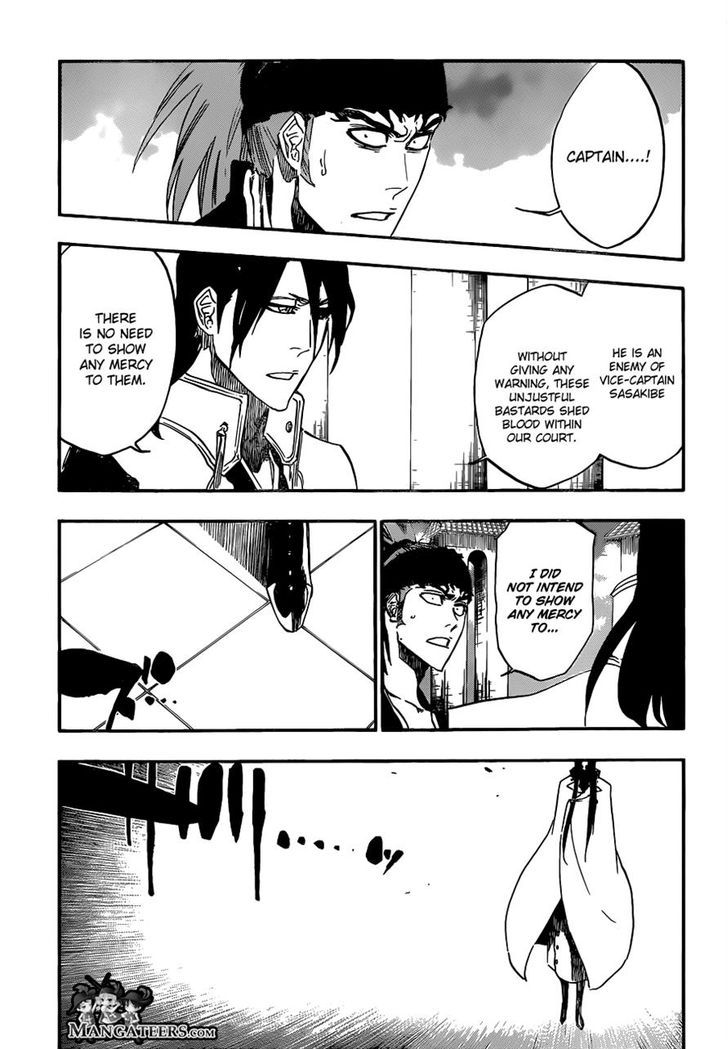 CAPTAIN....!
HE IS AN
ENEMY OF
VICE-CAPTAIN
SASAKIBE
WITHOUT
GIVING ANY
WARNING, THESE
UNJUSTFUL
BASTARDS SHED
BLOOD WITHIN
OUR COURT.
THERE
IS NO NEED
TO SHOW
ANY MERCY
TO THEM.
I DID
NOT INTEND
TO SHOW
ANY MERCY
TO...
MANGATEERS.COM